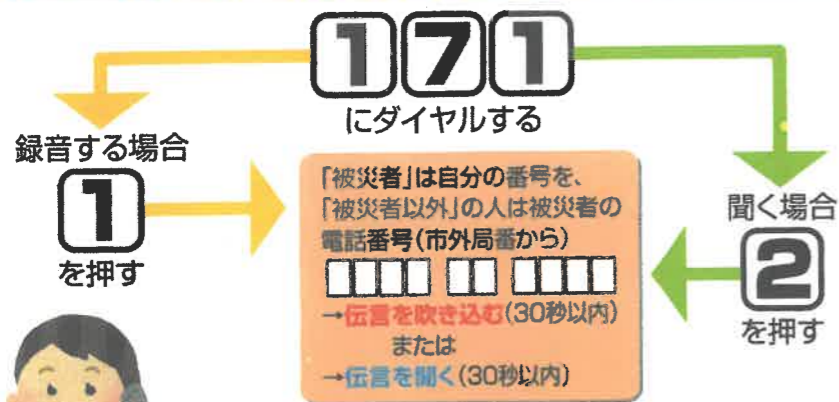 171
にダイヤルする
録音する場合
1
を押す
「被災者」は自分の番号を、
「被災者以外」の人は被災者の
電話番号(市外局番から)
→伝言を吹き込む(30秒以内)
または
→伝言を聞く(30秒以内)
聞く場合
2
を押す